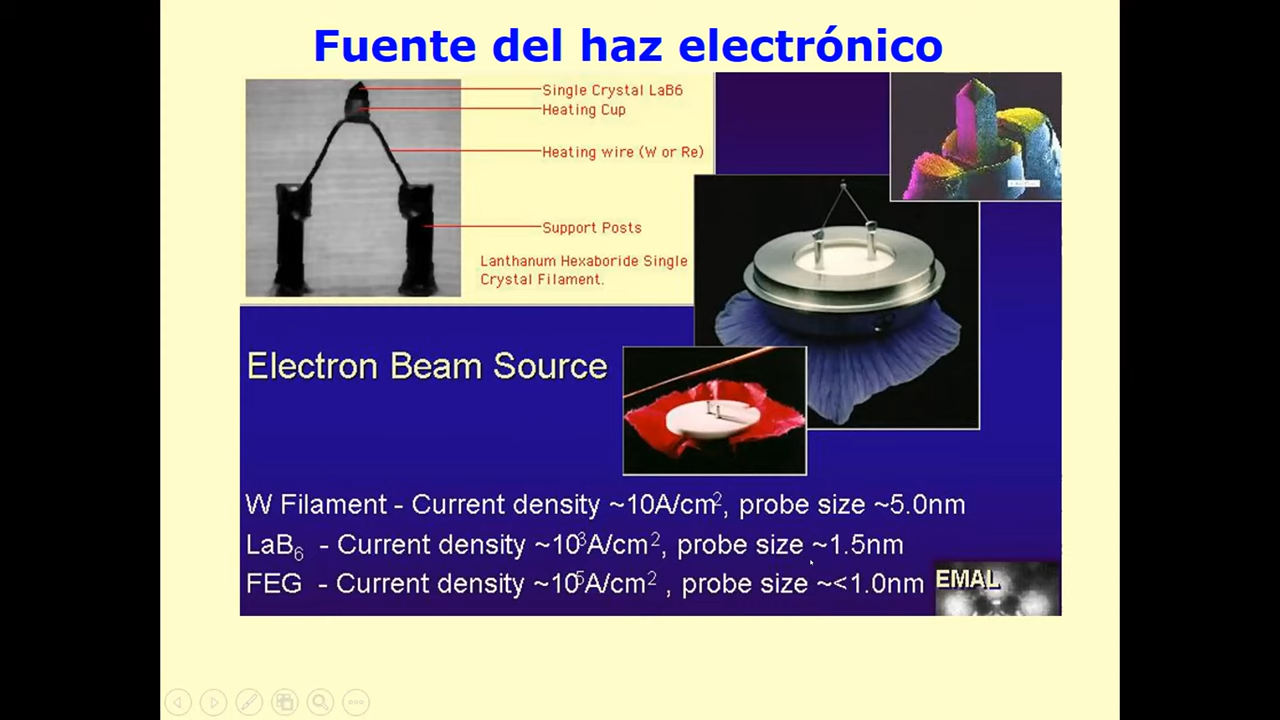 Fuente del haz electrónico
Single Crystal LaB6
Heating Cup
Heating wire (W or Re)
Support Posts
Lanthanum Hexaboride Single
Crystal Filament.
Electron Beam Source
W Filament - Current density ~10A/cm², probe size ~5.0nm
LaB₆ - Current density ~10³A/cm², probe size ~1.5nm
FEG - Current density ~10⁵A/cm² , probe size ~<1.0nm
EMAL